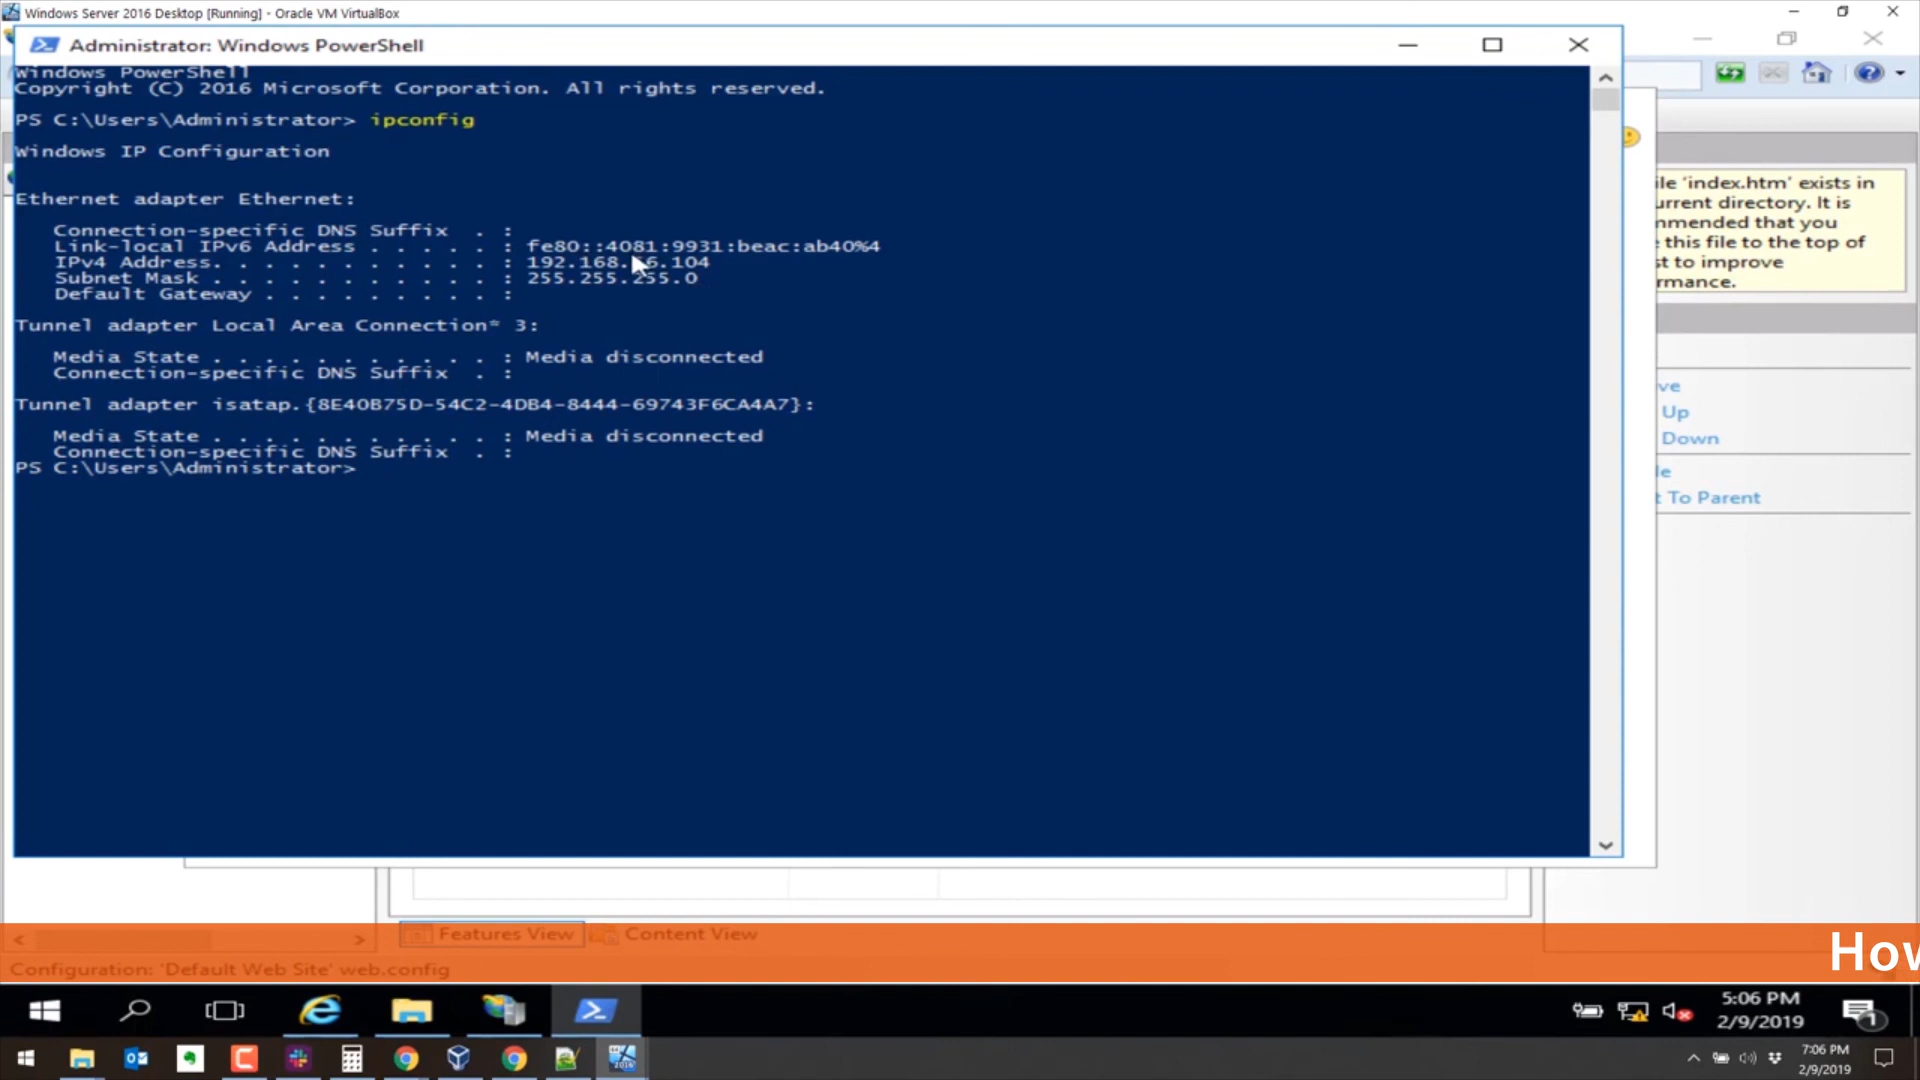 Windows Server 2016 Desktop [Running] - Oracle VM VirtualBox
Administrator: Windows PowerShell
Windows PowerShell
Copyright (C) 2016 Microsoft Corporation. All rights reserved.
PS C:\Users\Administrator> ipconfig
Windows IP Configuration
Ethernet adapter Ethernet:
Connection-specific DNS Suffix . :
Link-local IPv6 Address . . . . . : fe80::4081:9931:beac:ab40%4
IPv4 Address. . . . . . . . . . . : 192.168.56.104
Subnet Mask . . . . . . . . . . . : 255.255.255.0
Default Gateway . . . . . . . . . :
Tunnel adapter Local Area Connection* 3:
Media State . . . . . . . . . . . : Media disconnected
Connection-specific DNS Suffix . :
Tunnel adapter isatap.{8E40B75D-54C2-4DB4-8444-69743F6CA4A7}:
Media State . . . . . . . . . . . : Media disconnected
Connection-specific DNS Suffix . :
PS C:\Users\Administrator>
ile 'index.htm' exists in
urrent directory. It is
mmended that you
e this file to the top of
st to improve
rmance.
ve
Up
Down
le
t To Parent
Features View
Content View
Configuration: 'Default Web Site' web.config
How
5:06 PM
2/9/2019
1
7:06 PM
2/9/2019